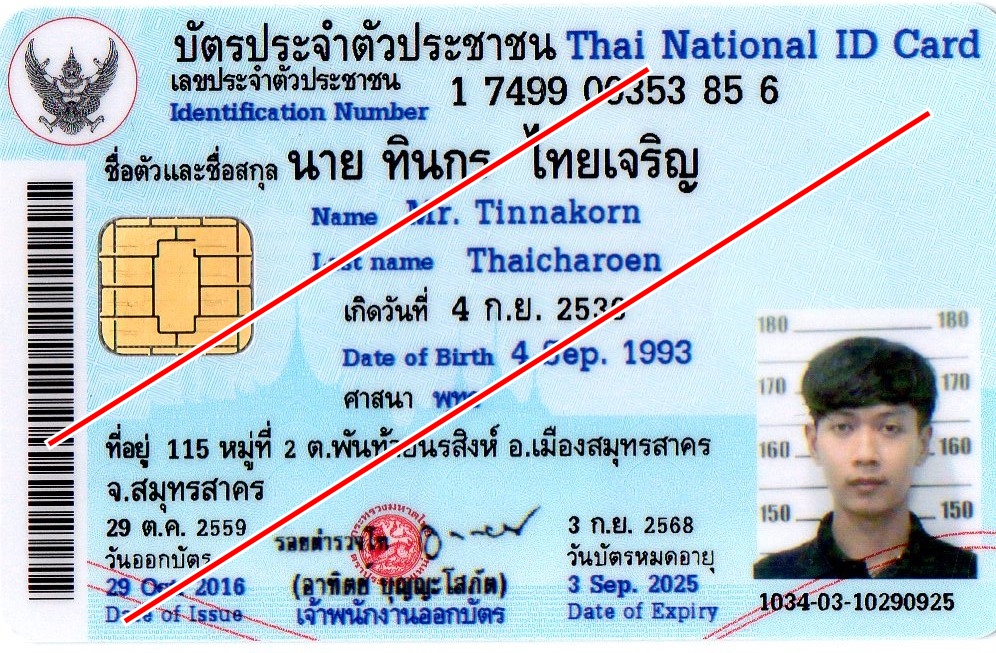 บัตรประจำตัวประชาชน Thai National ID Card
เลขประจำตัวประชาชน
Identification Number 1 7499 00353 85 6
ชื่อตัวและชื่อสกุล นาย ทินกร ไทยเจริญ
Name Mr. Tinnakorn
Last name Thaicharoen
เกิดวันที่ 4 ก.ย. 2536
Date of Birth 4 Sep. 1993
ศาสนา พุทธ
ที่อยู่ 115 หมู่ที่ 2 ต.พันท้ายนรสิงห์ อ.เมืองสมุทรสาคร
จ.สมุทรสาคร
29 ต.ค. 2559
วันออกบัตร
29 Oct. 2016
Date of Issue
(อาทิตย์ บุญญะโสภัต)
เจ้าพนักงานออกบัตร
3 ก.ย. 2568
วันบัตรหมดอายุ
3 Sep. 2025
Date of Expiry
180 180
170 170
160 160
150 150
1034-03-10290925